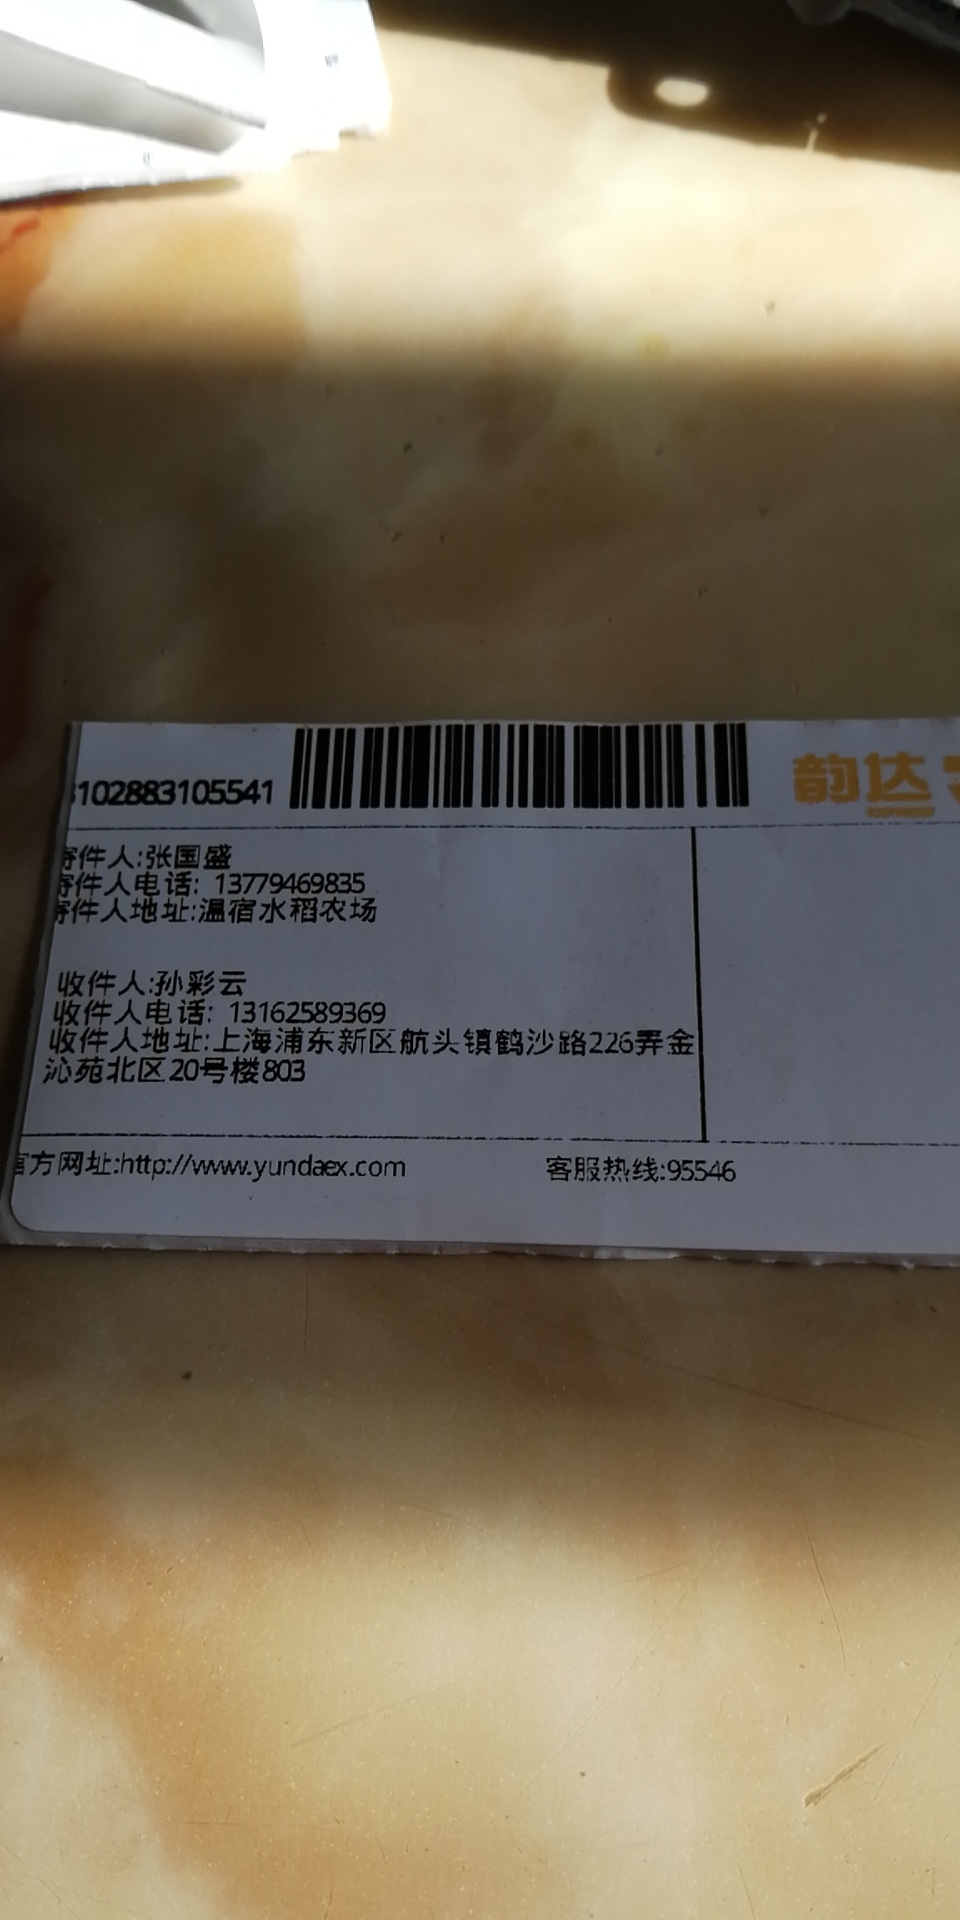 3102883105541
韵达
寄件人:张国盛
寄件人电话: 13779469835
寄件人地址:温宿水稻农场
收件人:孙彩云
收件人电话: 13162589369
收件人地址:上海浦东新区航头镇鹤沙路226弄金
沁苑北区20号楼803
官方网址:http://www.yundaex.com
客服热线:95546